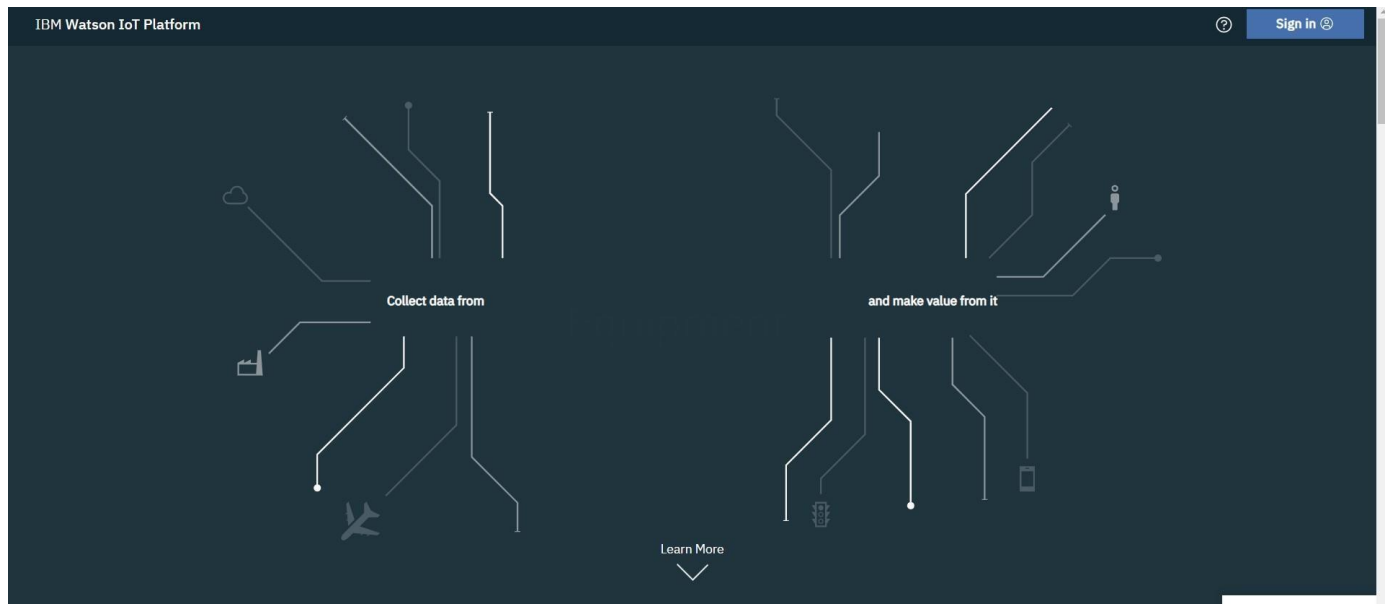 IBM Watson IoT Platform
Sign in
Collect data from
and make value from it
Learn More